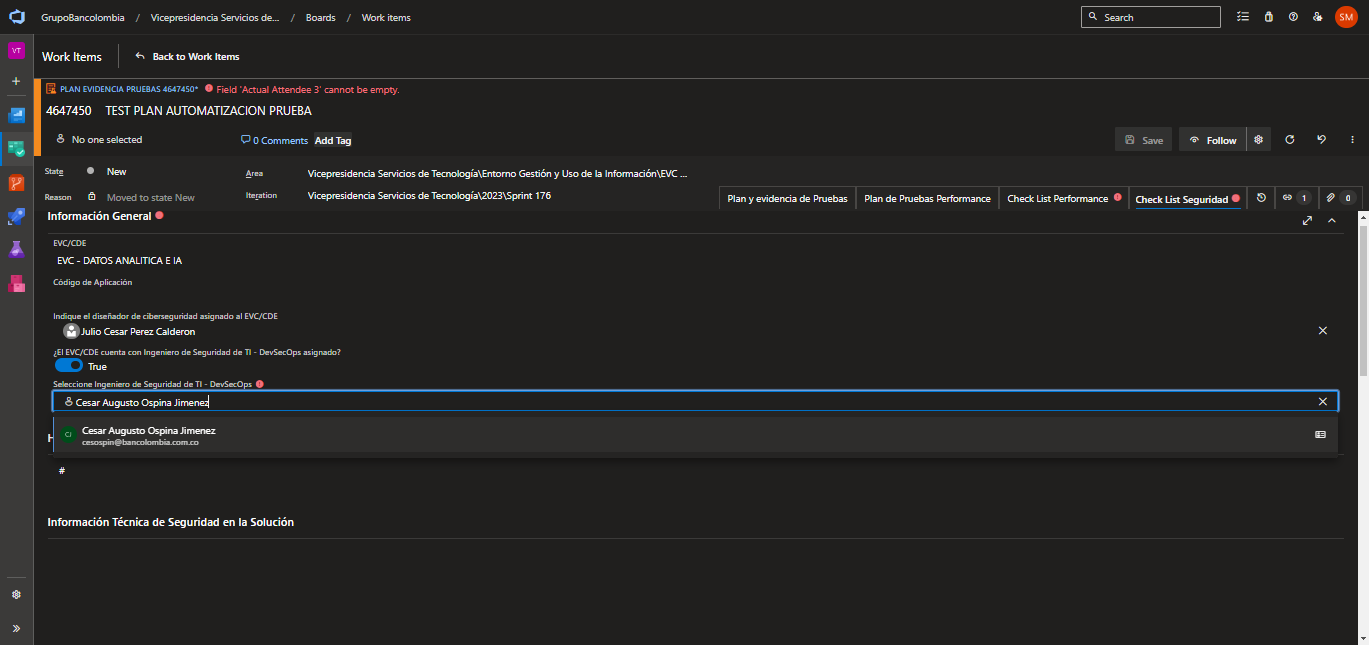 GrupoBancolombia / Vicepresidencia Servicios de... / Boards / Work items
Search
SM
VT
Work Items
Back to Work Items
PLAN EVIDENCIA PRUEBAS 4647450* Field 'Actual Attendee 3' cannot be empty.
4647450 TEST PLAN AUTOMATIZACION PRUEBA
No one selected
0 Comments
Add Tag
Save
Follow
State New
Area Vicepresidencia Servicios de Tecnología\Entorno Gestión y Uso de la Información\EVC ...
Reason Moved to state New
Iteration Vicepresidencia Servicios de Tecnología\2023\Sprint 176
Plan y evidencia de Pruebas
Plan de Pruebas Performance
Check List Performance
Check List Seguridad
1
0
Información General
EVC/CDE
EVC - DATOS ANALITICA E IA
Código de Aplicación
Indique el diseñador de ciberseguridad asignado al EVC/CDE
Julio Cesar Perez Calderon
¿El EVC/CDE cuenta con Ingeniero de Seguridad de TI - DevSecOps asignado?
True
Seleccione Ingeniero de Seguridad de TI - DevSecOps
Cesar Augusto Ospina Jimenez
CJ
Cesar Augusto Ospina Jimenez
cesospin@bancolombia.com.co
#
Información Técnica de Seguridad en la Solución